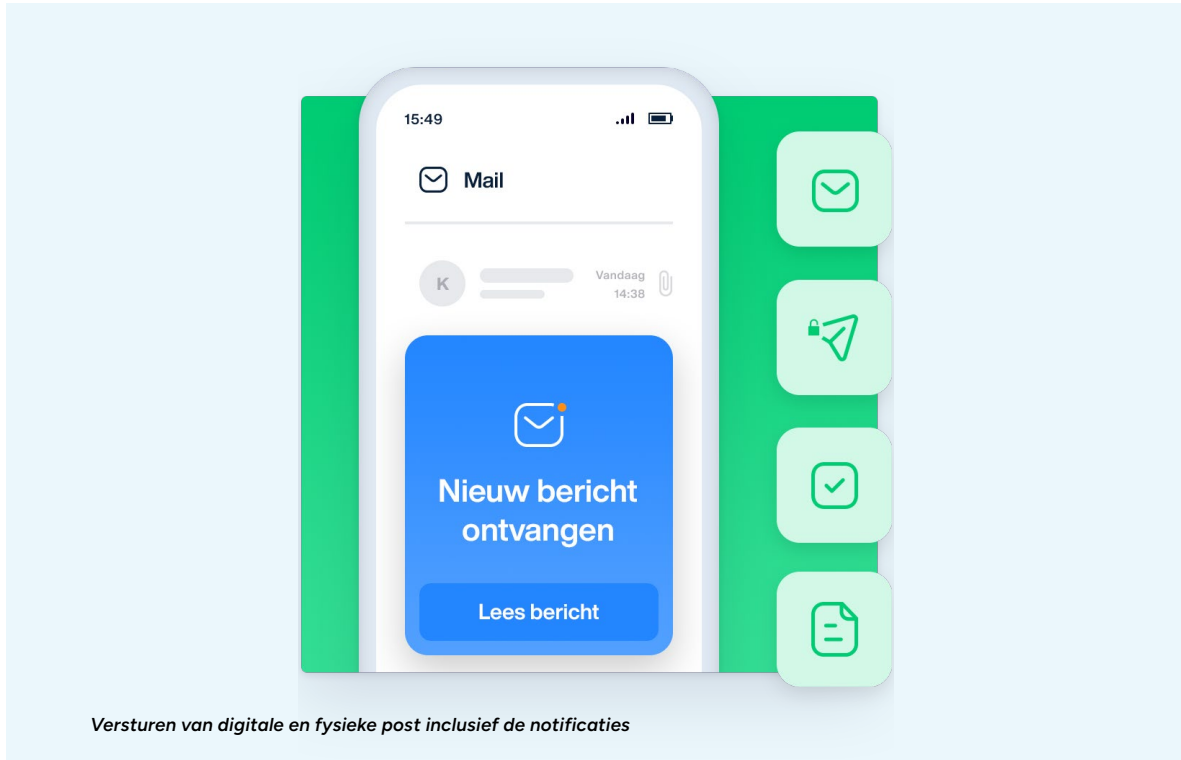 15:49
Mail
K
Vandaag
14:38
Nieuw bericht
ontvangen
Lees bericht
Versturen van digitale en fysieke post inclusief de notificaties